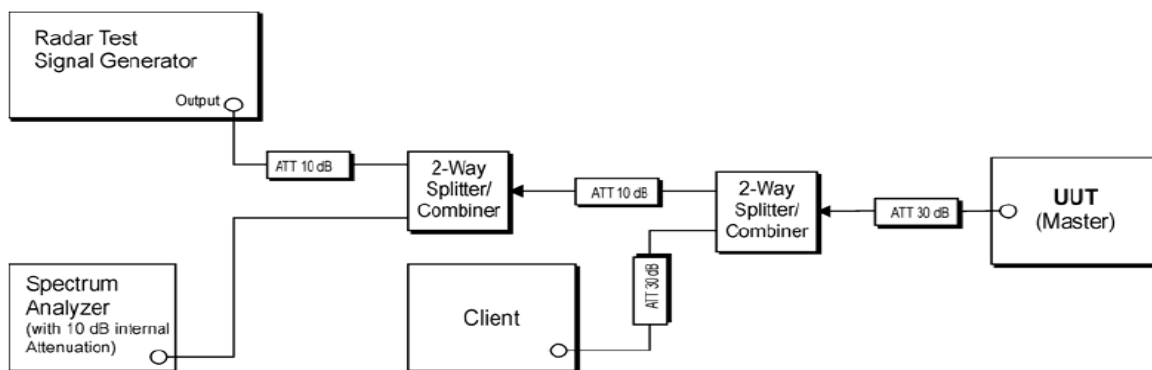 Radar Test
Signal Generator
Output
ATT 10 dB
2-Way
Splitter/
Combiner
ATT 10 dB
2-Way
Splitter/
Combiner
ATT 30 dB
UUT
(Master)
Spectrum
Analyzer
(with 10 dB internal
Attenuation)
Client
ATT 30 dB